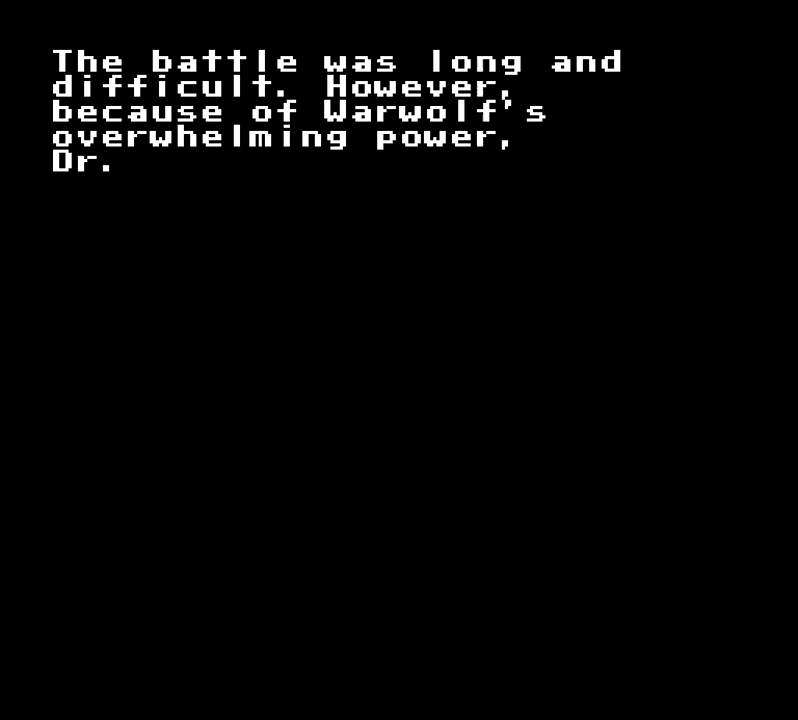 The battle was long and
difficult. However,
because of Warwolf's
overwhelming power,
Dr.